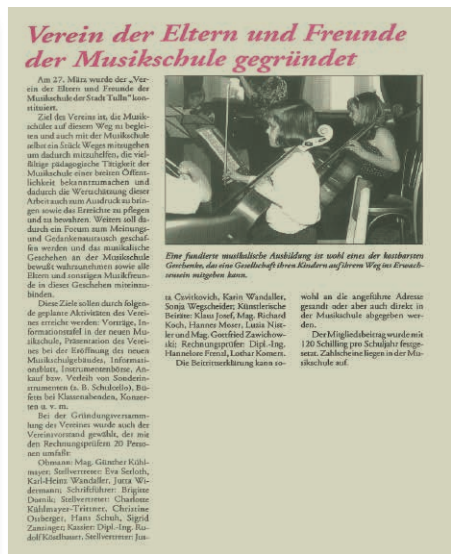 Verein der Eltern und Freunde
der Musikschule gegründet
Am 27. März wurde der „Ver-
ein der Eltern und Freunde der
Musikschule der Stadt Tulln" kon-
stituiert.
Ziel des Vereins ist, die Musik-
schüler auf diesem Weg zu beglei-
ten und auch mit der Musikschule
selbst ein Stück Weges mitzugehen
um dadurch mitzuhelfen, die viel-
fältige pädagogische Tätigkeit der
Musikschule einer breiten Öffent-
lichkeit bekanntzumachen und
dadurch die Wertschätzung dieser
Arbeit auch zum Ausdruck zu brin-
gen sowie das Erreichte zu pflegen
und zu bewahren. Weiters soll da-
durch ein Forum zum Meinungs-
und Gedankenaustausch geschaf-
fen werden und das musikalische
Geschehen an der Musikschule
bewußt wahrzunehmen sowie alle
Eltern und sonstigen Musikfreun-
de in dieses Geschehen miteinzu-
binden.
Diese Ziele sollen durch folgen-
de geplante Aktivitäten des Verei-
nes erreicht werden: Vorträge, In-
formationstafel in der neuen Mu-
sikschule, Präsentation des Verei-
nes bei der Eröffnung des neuen
Musikschulgebäudes, Informati-
onsblatt, Instrumentenbörse, An-
kauf bzw. Verleih von Sonderin-
strumenten (z. B. Schulcello), Bü-
fetts bei Klassenabenden, Konzer-
ten u. v. m.
Bei der Gründungsversamm-
lung des Vereines wurde auch der
Vereinsvorstand gewählt, der mit
den Rechnungsprüfern 20 Perso-
nen umfaßt:
Obmann: Mag. Günther Kühl-
mayer, Stellvertreter: Eva Serloth,
Karl-Heinz Wandaller, Jutta Wi-
dermann; Schriftführer: Brigitte
Dornik; Stellvertreter: Charlotte
Kühlmayer-Trittner, Christine
Osberger, Hans Schuh, Sigrid
Zanzinger; Kassier: Dipl.-Ing. Ru-
dolf Köstlbauer, Stellvertreter: Jus-
Eine fundierte musikalische Ausbildung ist wohl eines der kostbarsten
Geschenke, das eine Gesellschaft ihren Kindern auf ihrem Weg ins Erwach-
sensein mitgeben kann.
ta Cvitkovich, Karin Wandaller,
Sonja Wegscheider; Künstlerische
Beiräte: Klaus Josef, Mag. Richard
Koch, Hannes Moser, Luzia Nist-
ler und Mag. Gottfried Zawichow-
ski; Rechnungsprüfer: Dipl.-Ing.
Hannelore Frenzl, Lothar Komers.
Die Beitrittserklärung kann so-
wohl an die angeführte Adresse
gesandt oder aber auch direkt in
der Musikschule abgegeben wer-
den.
Der Mitgliedsbeitrag wurde mit
120 Schilling pro Schuljahr festge-
setzt. Zahlscheine liegen in der Mu-
sikschule auf.